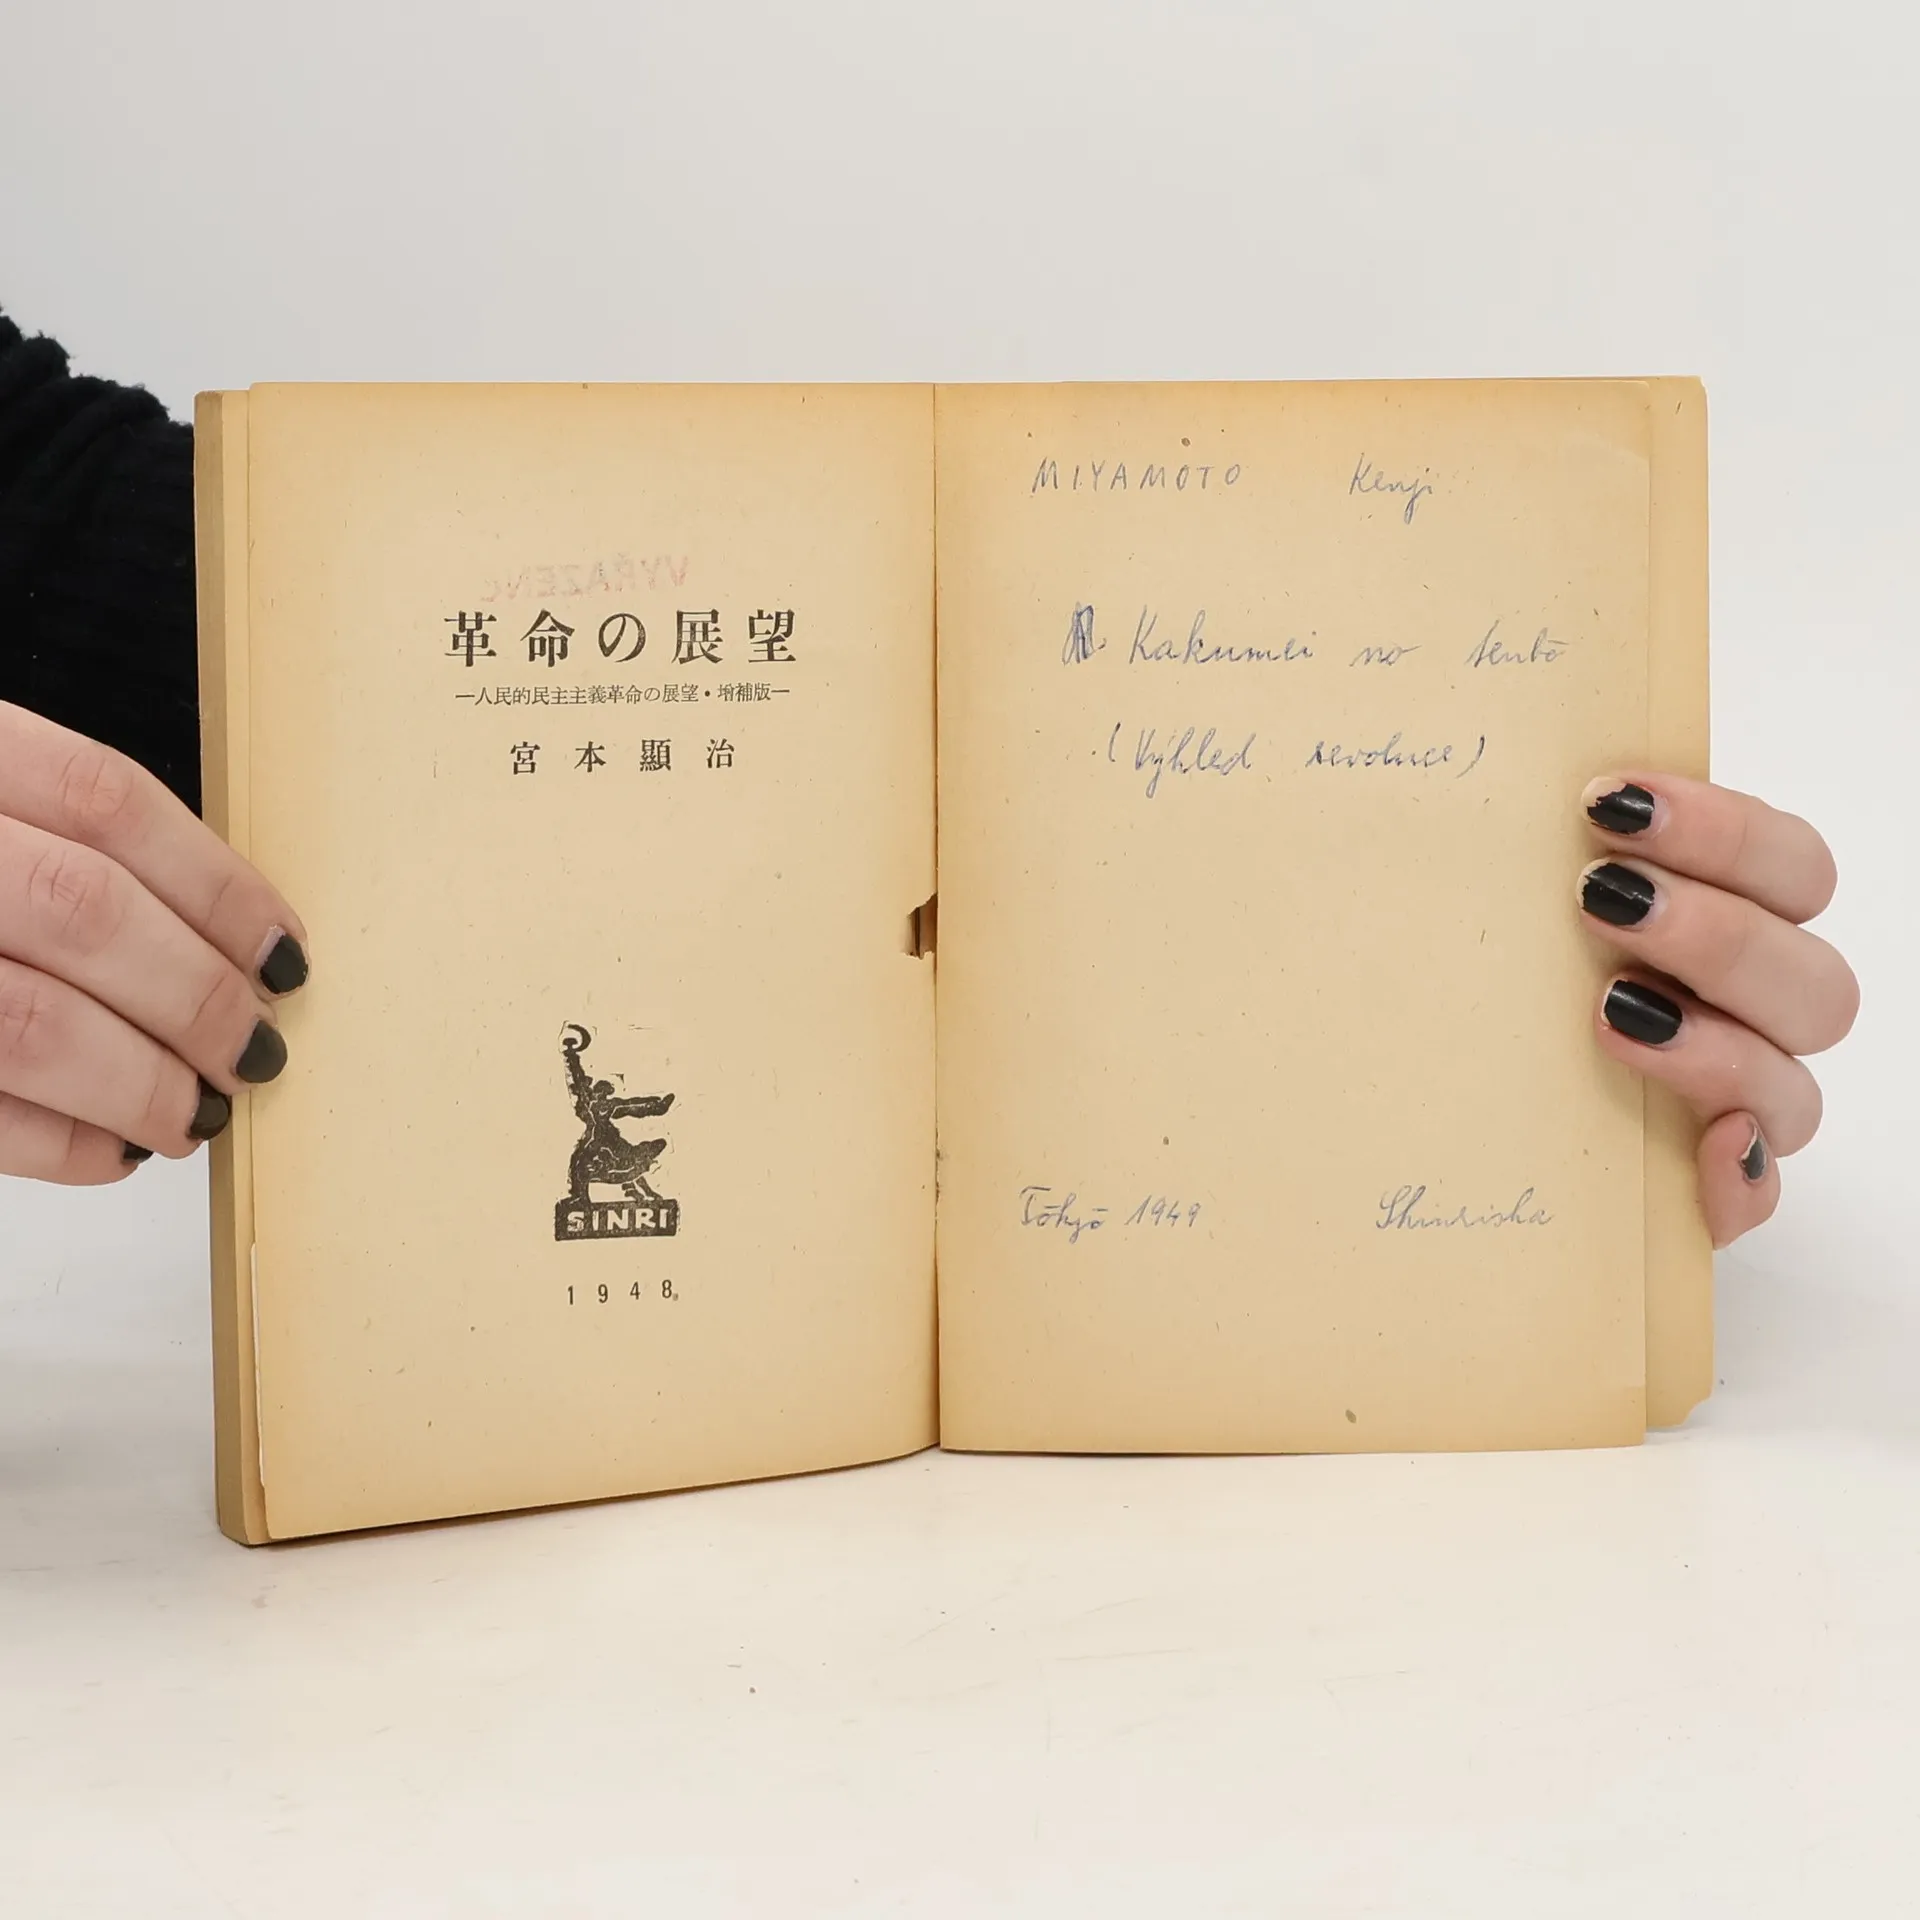 VYŘAZENO
革命の展望
—人民的民主主義革命の展望・増補版—
宮本顯治
SINRI
1948
MIYAMOTO Kenji
Kakumei no tenbō
(Výhled revoluce)
Tōkyō 1949 Shinrisha